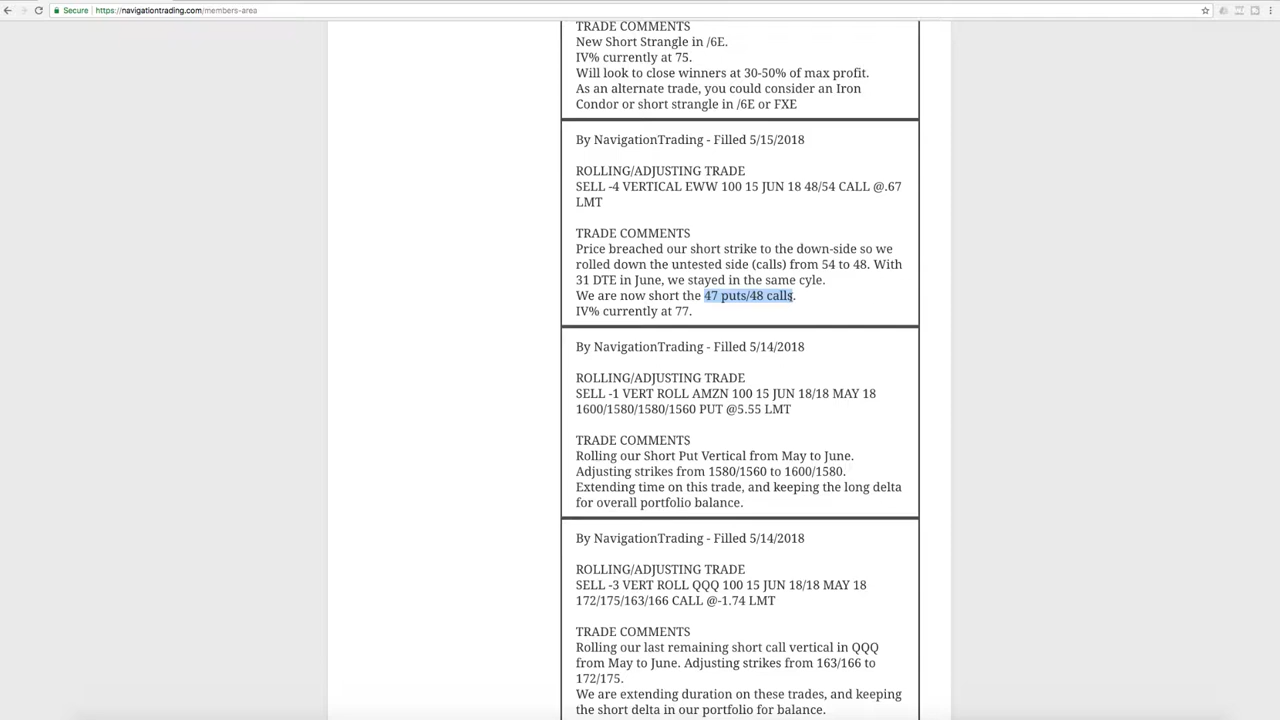 Secure | https://navigationtrading.com/members-area
TRADE COMMENTS
New Short Strangle in /6E.
IV% currently at 75.
Will look to close winners at 30-50% of max profit.
As an alternate trade, you could consider an Iron
Condor or short strangle in /6E or FXE
By NavigationTrading - Filled 5/15/2018
ROLLING/ADJUSTING TRADE
SELL -4 VERTICAL EWW 100 15 JUN 18 48/54 CALL @.67
LMT
TRADE COMMENTS
Price breached our short strike to the down-side so we
rolled down the untested side (calls) from 54 to 48. With
31 DTE in June, we stayed in the same cyle.
We are now short the 47 puts/48 calls.
IV% currently at 77.
By NavigationTrading - Filled 5/14/2018
ROLLING/ADJUSTING TRADE
SELL -1 VERT ROLL AMZN 100 15 JUN 18/18 MAY 18
1600/1580/1580/1560 PUT @5.55 LMT
TRADE COMMENTS
Rolling our Short Put Vertical from May to June.
Adjusting strikes from 1580/1560 to 1600/1580.
Extending time on this trade, and keeping the long delta
for overall portfolio balance.
By NavigationTrading - Filled 5/14/2018
ROLLING/ADJUSTING TRADE
SELL -3 VERT ROLL QQQ 100 15 JUN 18/18 MAY 18
172/175/163/166 CALL @-1.74 LMT
TRADE COMMENTS
Rolling our last remaining short call vertical in QQQ
from May to June. Adjusting strikes from 163/166 to
172/175.
We are extending duration on these trades, and keeping
the short delta in our portfolio for balance.